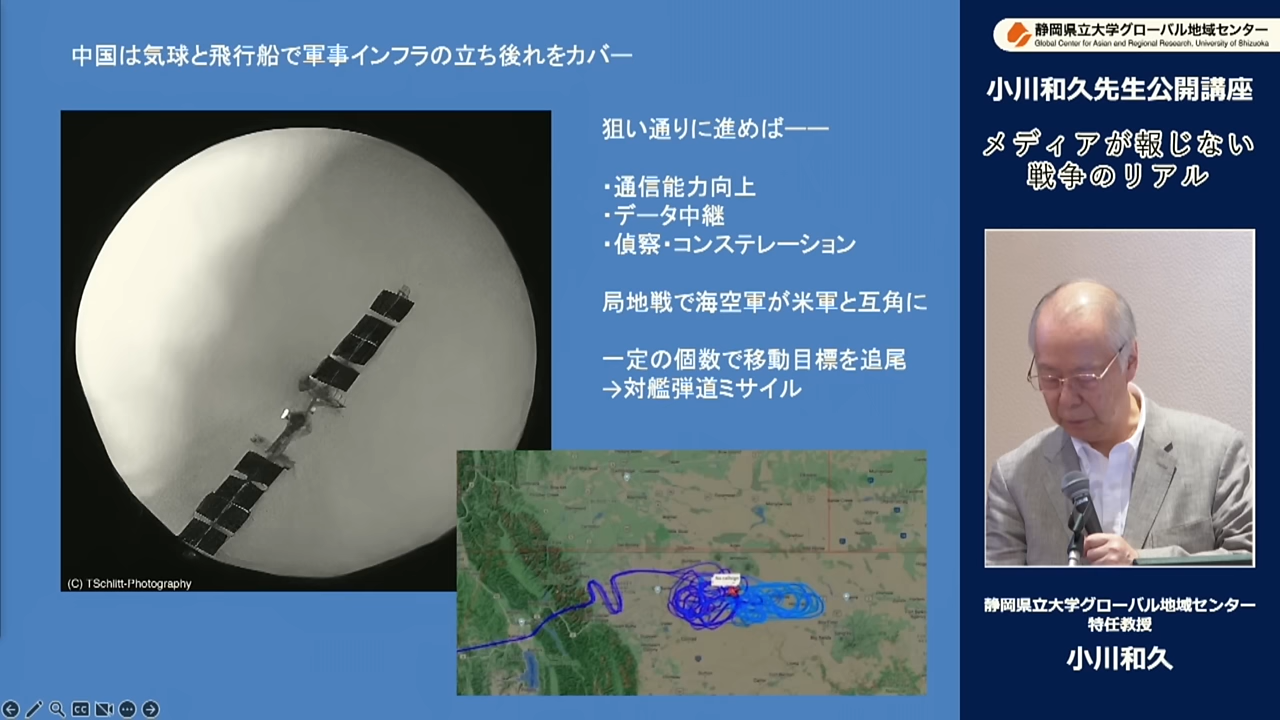 中国は気球と飛行船で軍事インフラの立ち後れをカバー
狙い通りに進めば――
・通信能力向上
・データ中継
・偵察・コンステレーション
局地戦で海空軍が米軍と互角に
一定の個数で移動目標を追尾
→対艦弾道ミサイル
(C) TSchlitt-Photography
静岡県立大学グローバル地域センター
Global Center for Asian and Regional Research, University of Shizuoka
小川和久先生公開講座
メディアが報じない
戦争のリアル
静岡県立大学グローバル地域センター
特任教授
小川和久